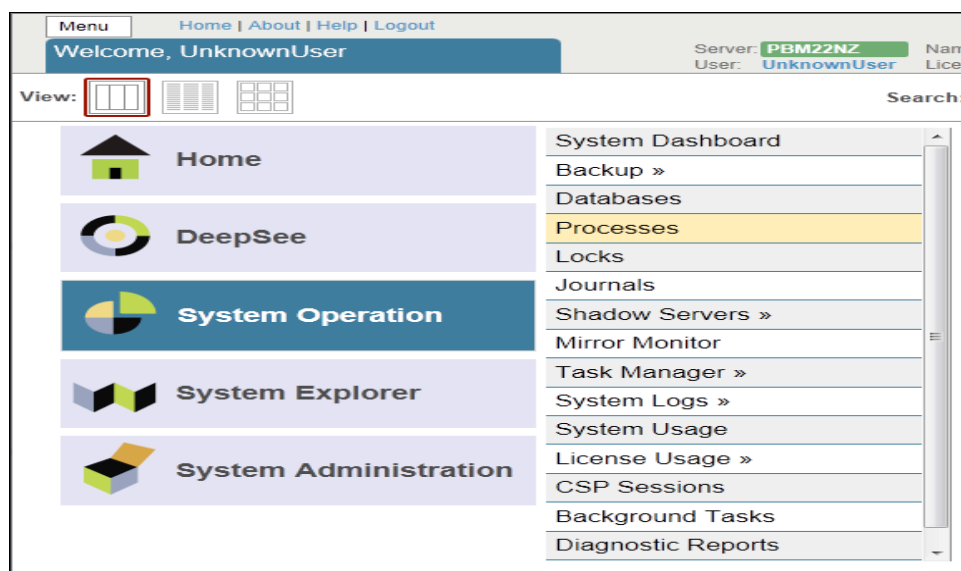 Menu Home | About | Help | Logout
Welcome, UnknownUser
Server: PBM22NZ
User: UnknownUser
View:
Search:
Home
DeepSee
System Operation
System Explorer
System Administration
System Dashboard
Backup »
Databases
Processes
Locks
Journals
Shadow Servers »
Mirror Monitor
Task Manager »
System Logs »
System Usage
License Usage »
CSP Sessions
Background Tasks
Diagnostic Reports